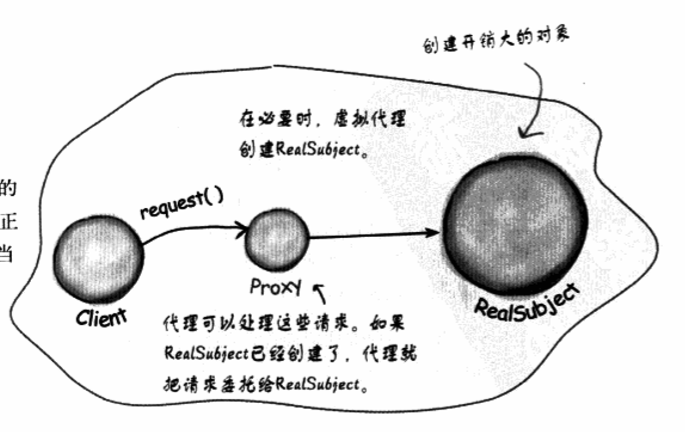 创建开销大的对象
在必要时，虚拟代理
创建RealSubject。
的
正
当
request()
Client
Proxy
RealSubject
代理可以处理这些请求。如果
RealSubject已经创建了，代理就
把请求委托给RealSubject。